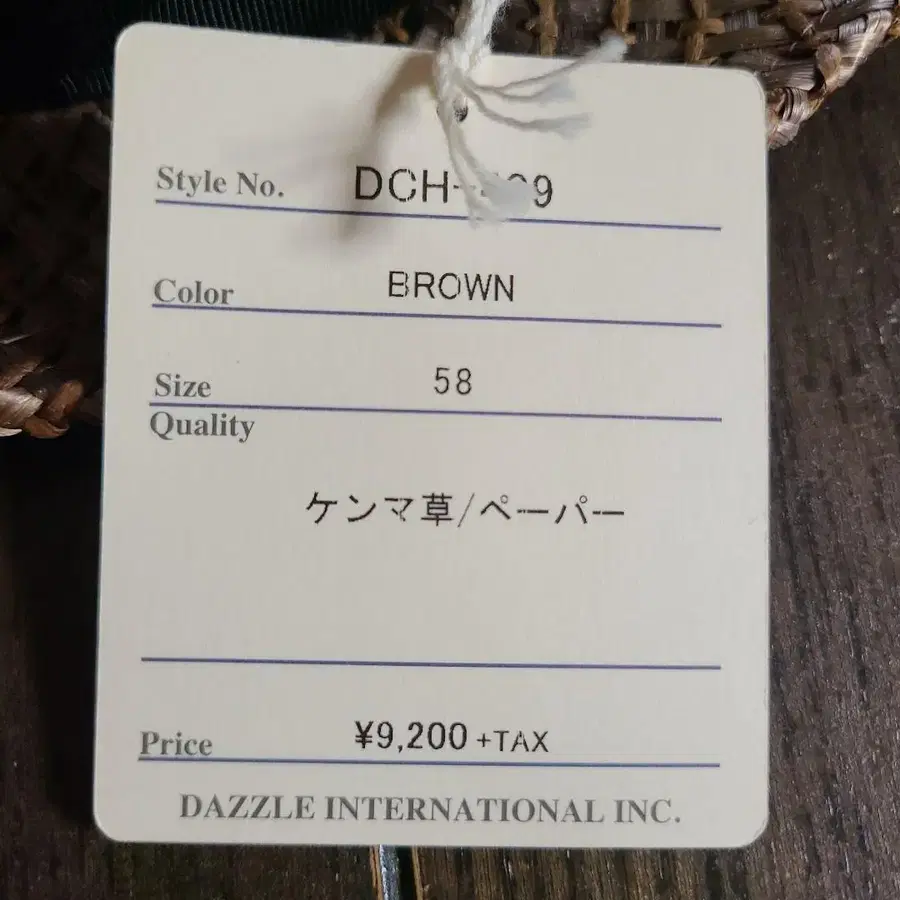 Style No.
Color BROWN
Size 58
Quality
ケンマ草/ペーパー
Price ¥9,200 +TAX
DAZZLE INTERNATIONAL INC.